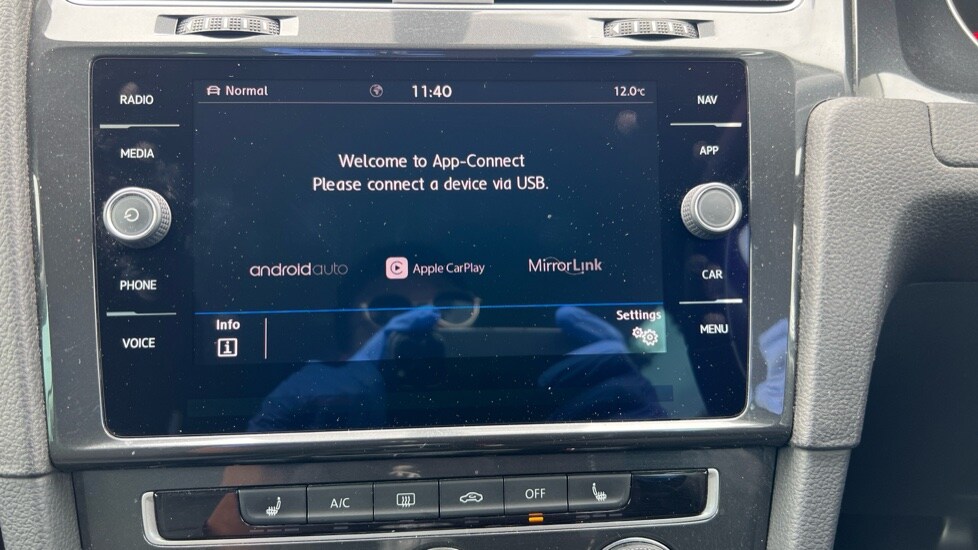 RADIO
MEDIA
PHONE
VOICE
Normal
11:40
12.0°C
Welcome to App-Connect
Please connect a device via USB.
androidauto
Apple CarPlay
MirrorLink
Info
i
Settings
NAV
APP
CAR
MENU
A/C
OFF